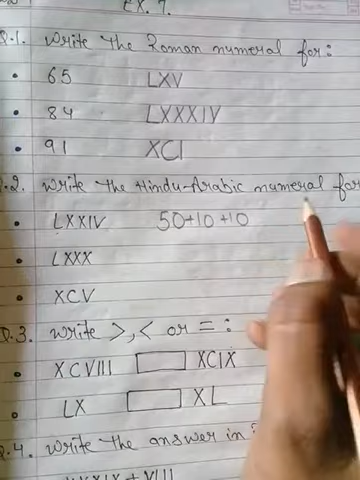 EX. 7.
Q.1. Write the Roman numeral for:
• 65 LXV
• 84 LXXXIV
• 91 XCI
Q.2. Write the Hindu-Arabic numeral for
• LXXIV 50+10+10
• LXXX
• XCV
Q.3. Write >, < or = :
• XCVIII XCIX
• LX XL
Q.4. Write the answer in